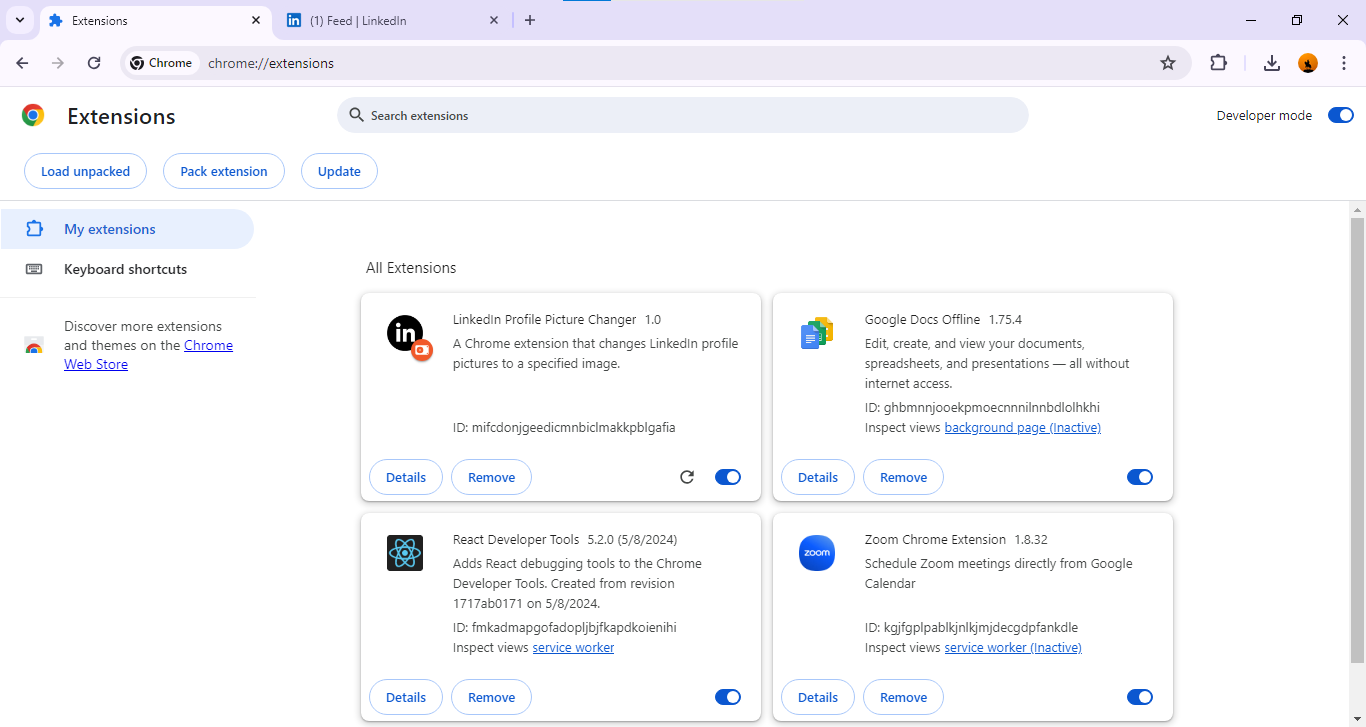 Extensions
(1) Feed | LinkedIn
Chrome
chrome://extensions
Extensions
Search extensions
Developer mode
Load unpacked
Pack extension
Update
My extensions
Keyboard shortcuts
Discover more extensions
and themes on the Chrome
Web Store
All Extensions
in
LinkedIn Profile Picture Changer 1.0
A Chrome extension that changes LinkedIn profile
pictures to a specified image.
ID: mifcdonjgeedicmnbiclmakkpblgafia
Details
Remove
Google Docs Offline 1.75.4
Edit, create, and view your documents,
spreadsheets, and presentations — all without
internet access.
ID: ghbmnnjooekpmoecnnnilnnbdlolhkhi
Inspect views background page (Inactive)
Details
Remove
React Developer Tools 5.2.0 (5/8/2024)
Adds React debugging tools to the Chrome
Developer Tools. Created from revision
1717ab0171 on 5/8/2024.
ID: fmkadmapgofadopljbjfkapdkoienihi
Inspect views service worker
Details
Remove
zoom
Zoom Chrome Extension 1.8.32
Schedule Zoom meetings directly from Google
Calendar
ID: kgjfgplpablkjnlkjmjdecgdpfankdle
Inspect views service worker (Inactive)
Details
Remove